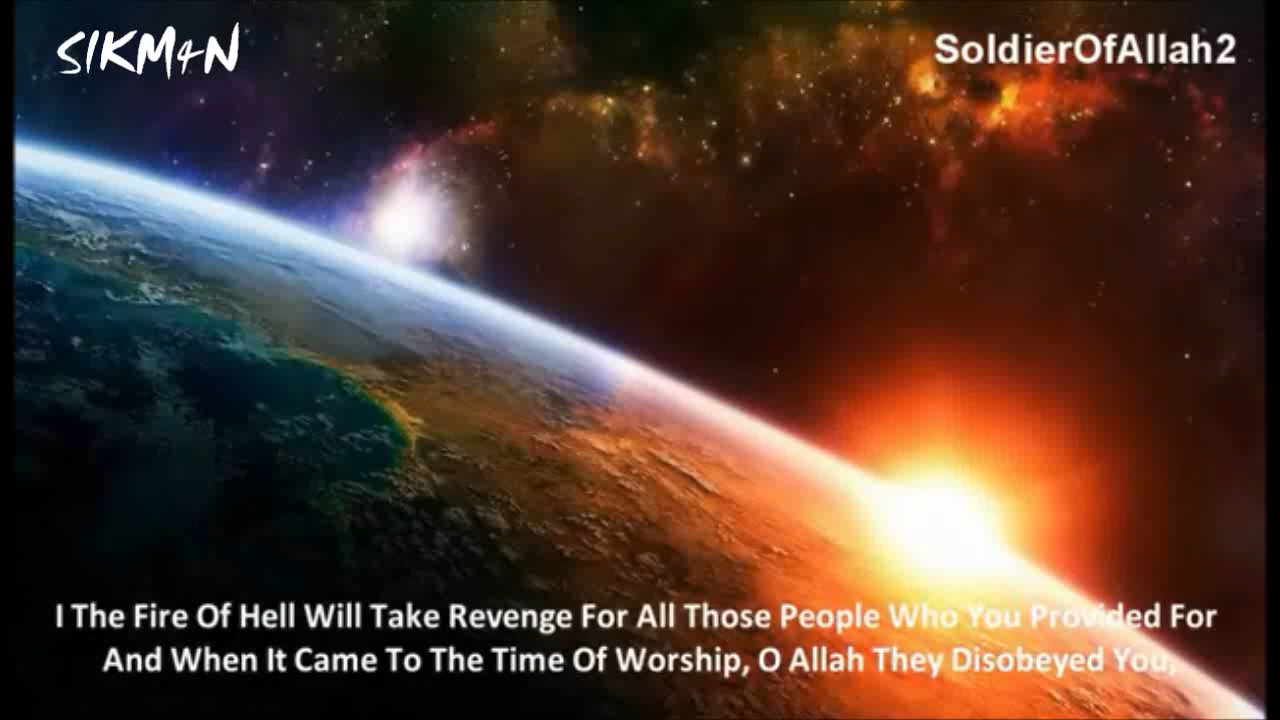 SIKM4N
SoldierOfAllah2
I The Fire Of Hell Will Take Revenge For All Those People Who You Provided For
And When It Came To The Time Of Worship, O Allah They Disobeyed You,